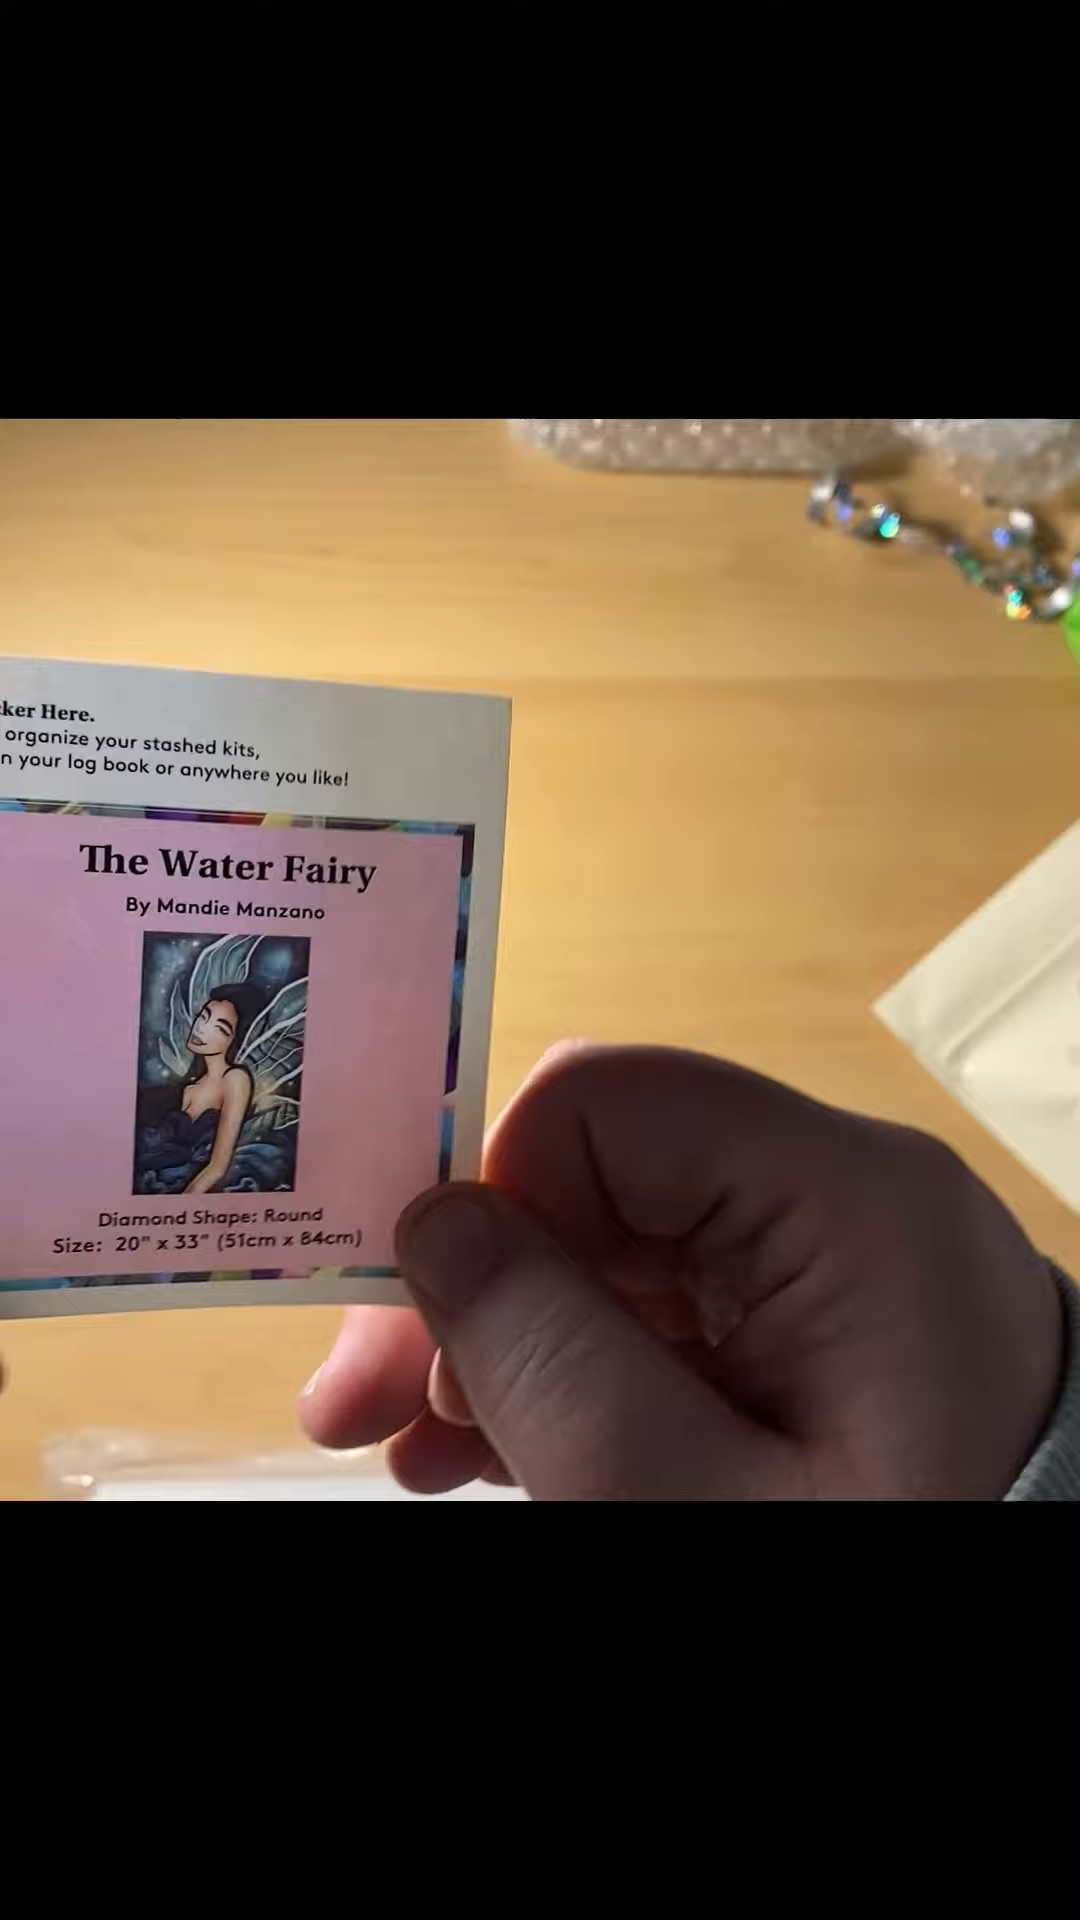 ker Here.
organize your stashed kits,
n your log book or anywhere you like!
The Water Fairy
By Mandie Manzano
Diamond Shape: Round
Size: 20" x 33" (51cm x 84cm)